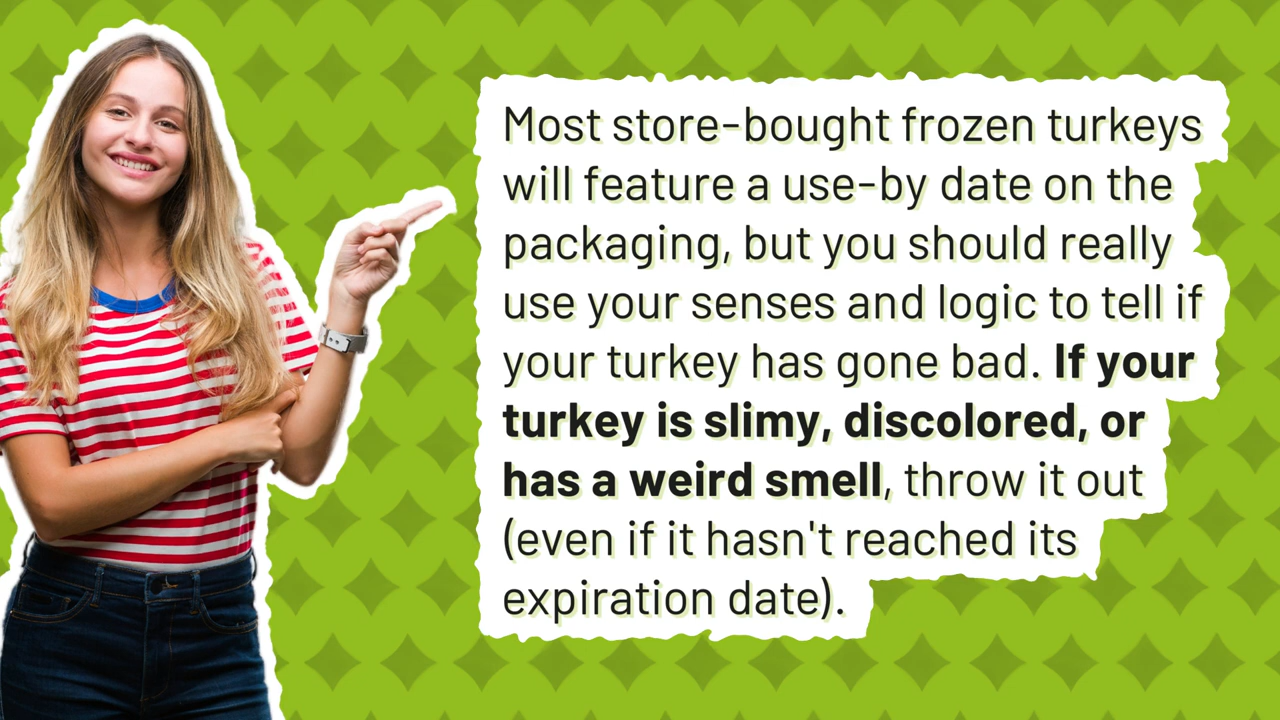 Most store-bought frozen turkeys
will feature a use-by date on the
packaging, but you should really
use your senses and logic to tell if
your turkey has gone bad. If your
turkey is slimy, discolored, or
has a weird smell, throw it out
(even if it hasn't reached its
expiration date).